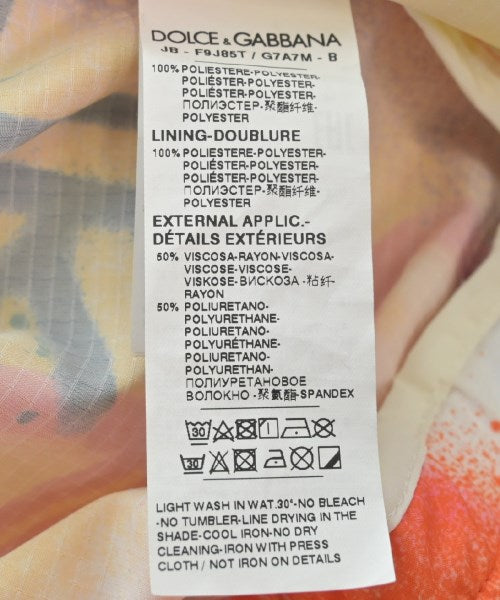 DOLCE & GABBANA
JB - F9J85T / G7A7M - B
100% POLIESTERE-POLYESTER-
POLIÉSTER-POLYESTER-
POLIÉSTER-POLYESTER-
ПОЛИЭСТЕР-聚酯纤维-
POLYESTER
LINING-DOUBLURE
100% POLIESTERE-POLYESTER-
POLIÉSTER-POLYESTER-
POLIÉSTER-POLYESTER-
ПОЛИЭСТЕР-聚酯纤维-
POLYESTER
EXTERNAL APPLIC.-
DÉTAILS EXTÉRIEURS
50% VISCOSA-RAYON-VISCOSA-
VISCOSE-VISCOSE-
VISKOSE-ВИСКОЗА -粘纤-
RAYON
50% POLIURETANO-
POLYURETHANE-
POLIURETANO-
POLYURÉTHANE-
POLIURETANO-
POLYURETHAN-
ПОЛИУРЕТАНОВОЕ
ВОЛОКНО -聚氨酯-SPANDEX
30
30
LIGHT WASH IN WAT.30°-NO BLEACH
-NO TUMBLER-LINE DRYING IN THE
SHADE-COOL IRON-NO DRY
CLEANING-IRON WITH PRESS
CLOTH / NOT IRON ON DETAILS